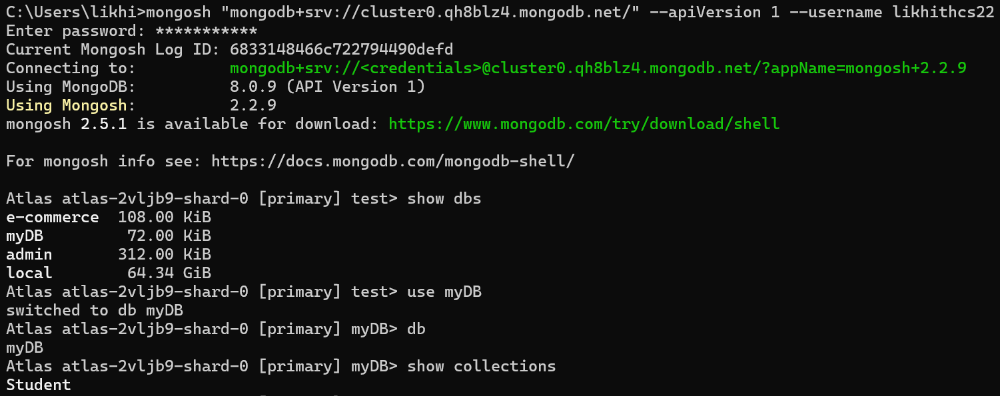 C:\Users\likhi>mongosh "mongodb+srv://cluster0.qh8blz4.mongodb.net/" --apiVersion 1 --username likhithcs22
Enter password: ***********
Current Mongosh Log ID: 6833148466c722794490defd
Connecting to:          mongodb+srv://<credentials>@cluster0.qh8blz4.mongodb.net/?appName=mongosh+2.2.9
Using MongoDB:          8.0.9 (API Version 1)
Using Mongosh:          2.2.9
mongosh 2.5.1 is available for download: https://www.mongodb.com/try/download/shell
For mongosh info see: https://docs.mongodb.com/mongodb-shell/
Atlas atlas-2vljb9-shard-0 [primary] test> show dbs
e-commerce  108.00 KiB
myDB         72.00 KiB
admin       312.00 KiB
local        64.34 GiB
Atlas atlas-2vljb9-shard-0 [primary] test> use myDB
switched to db myDB
Atlas atlas-2vljb9-shard-0 [primary] myDB> db
myDB
Atlas atlas-2vljb9-shard-0 [primary] myDB> show collections
Student